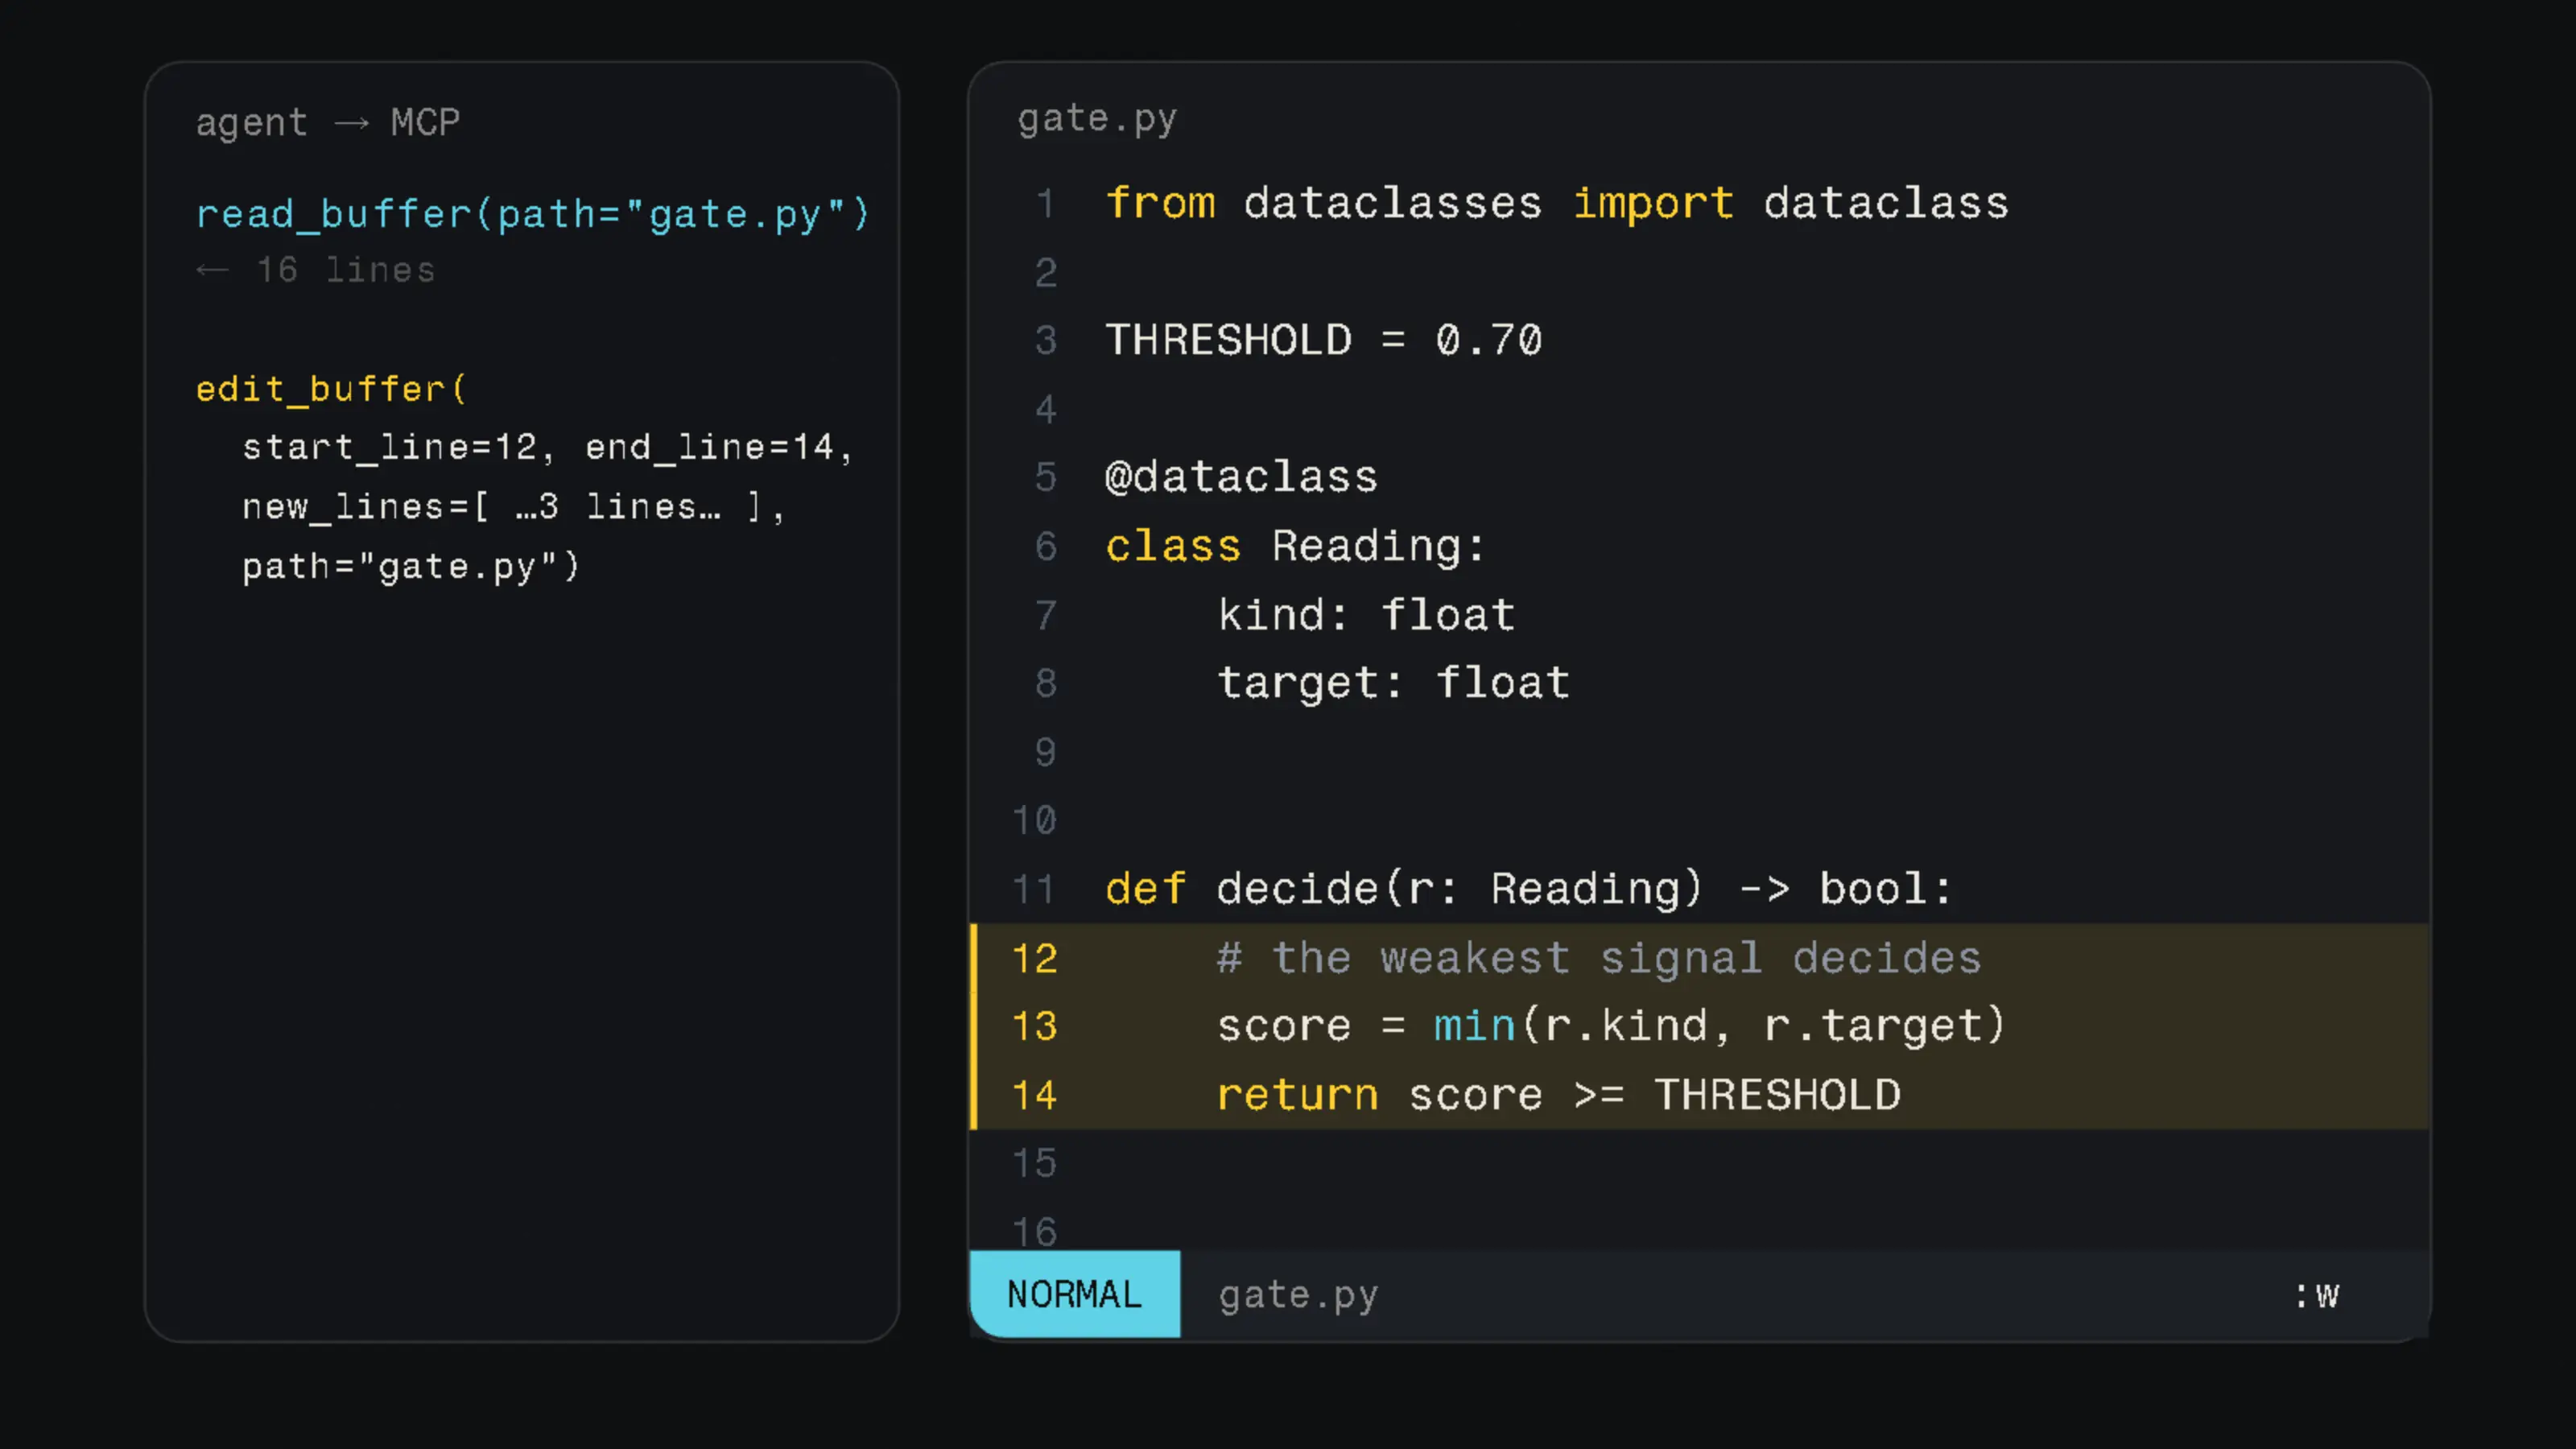 agent → MCP
read_buffer(path="gate.py")
← 16 lines
edit_buffer(
  start_line=12, end_line=14,
  new_lines=[ …3 lines… ],
  path="gate.py")
gate.py
1 from dataclasses import dataclass
2
3 THRESHOLD = 0.70
4
5 @dataclass
6 class Reading:
7     kind: float
8     target: float
9
10
11 def decide(r: Reading) -> bool:
12     # the weakest signal decides
13     score = min(r.kind, r.target)
14     return score >= THRESHOLD
15
16
NORMAL gate.py :w